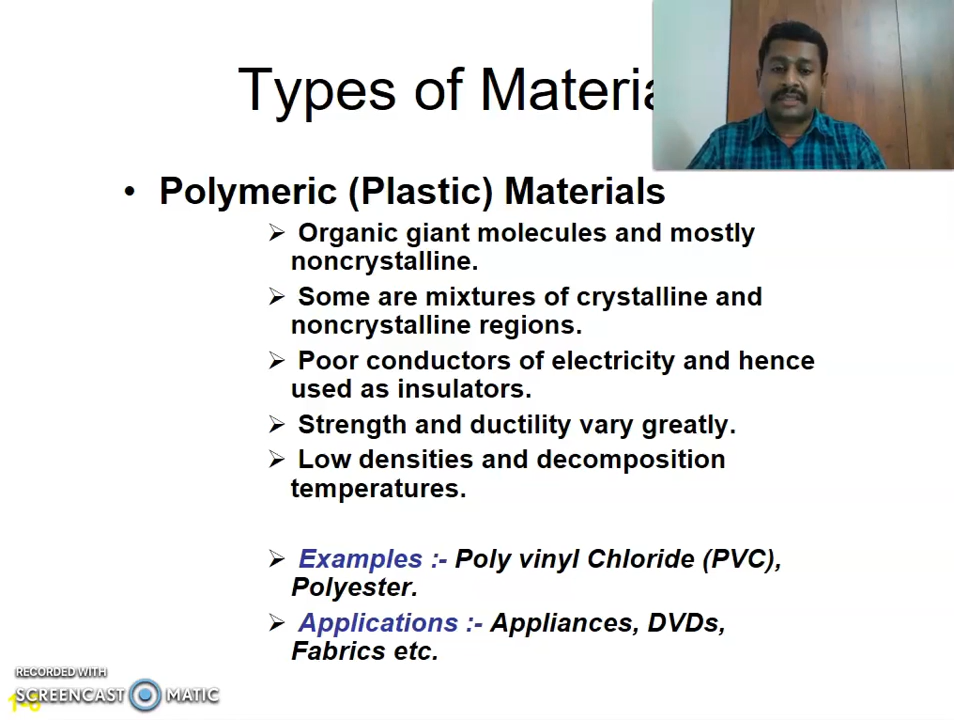 Types of Materia
• Polymeric (Plastic) Materials
➢ Organic giant molecules and mostly
noncrystalline.
➢ Some are mixtures of crystalline and
noncrystalline regions.
➢ Poor conductors of electricity and hence
used as insulators.
➢ Strength and ductility vary greatly.
➢ Low densities and decomposition
temperatures.
➢ Examples :- Poly vinyl Chloride (PVC),
Polyester.
➢ Applications :- Appliances, DVDs,
Fabrics etc.
RECORDED WITH
SCREENCAST MATIC